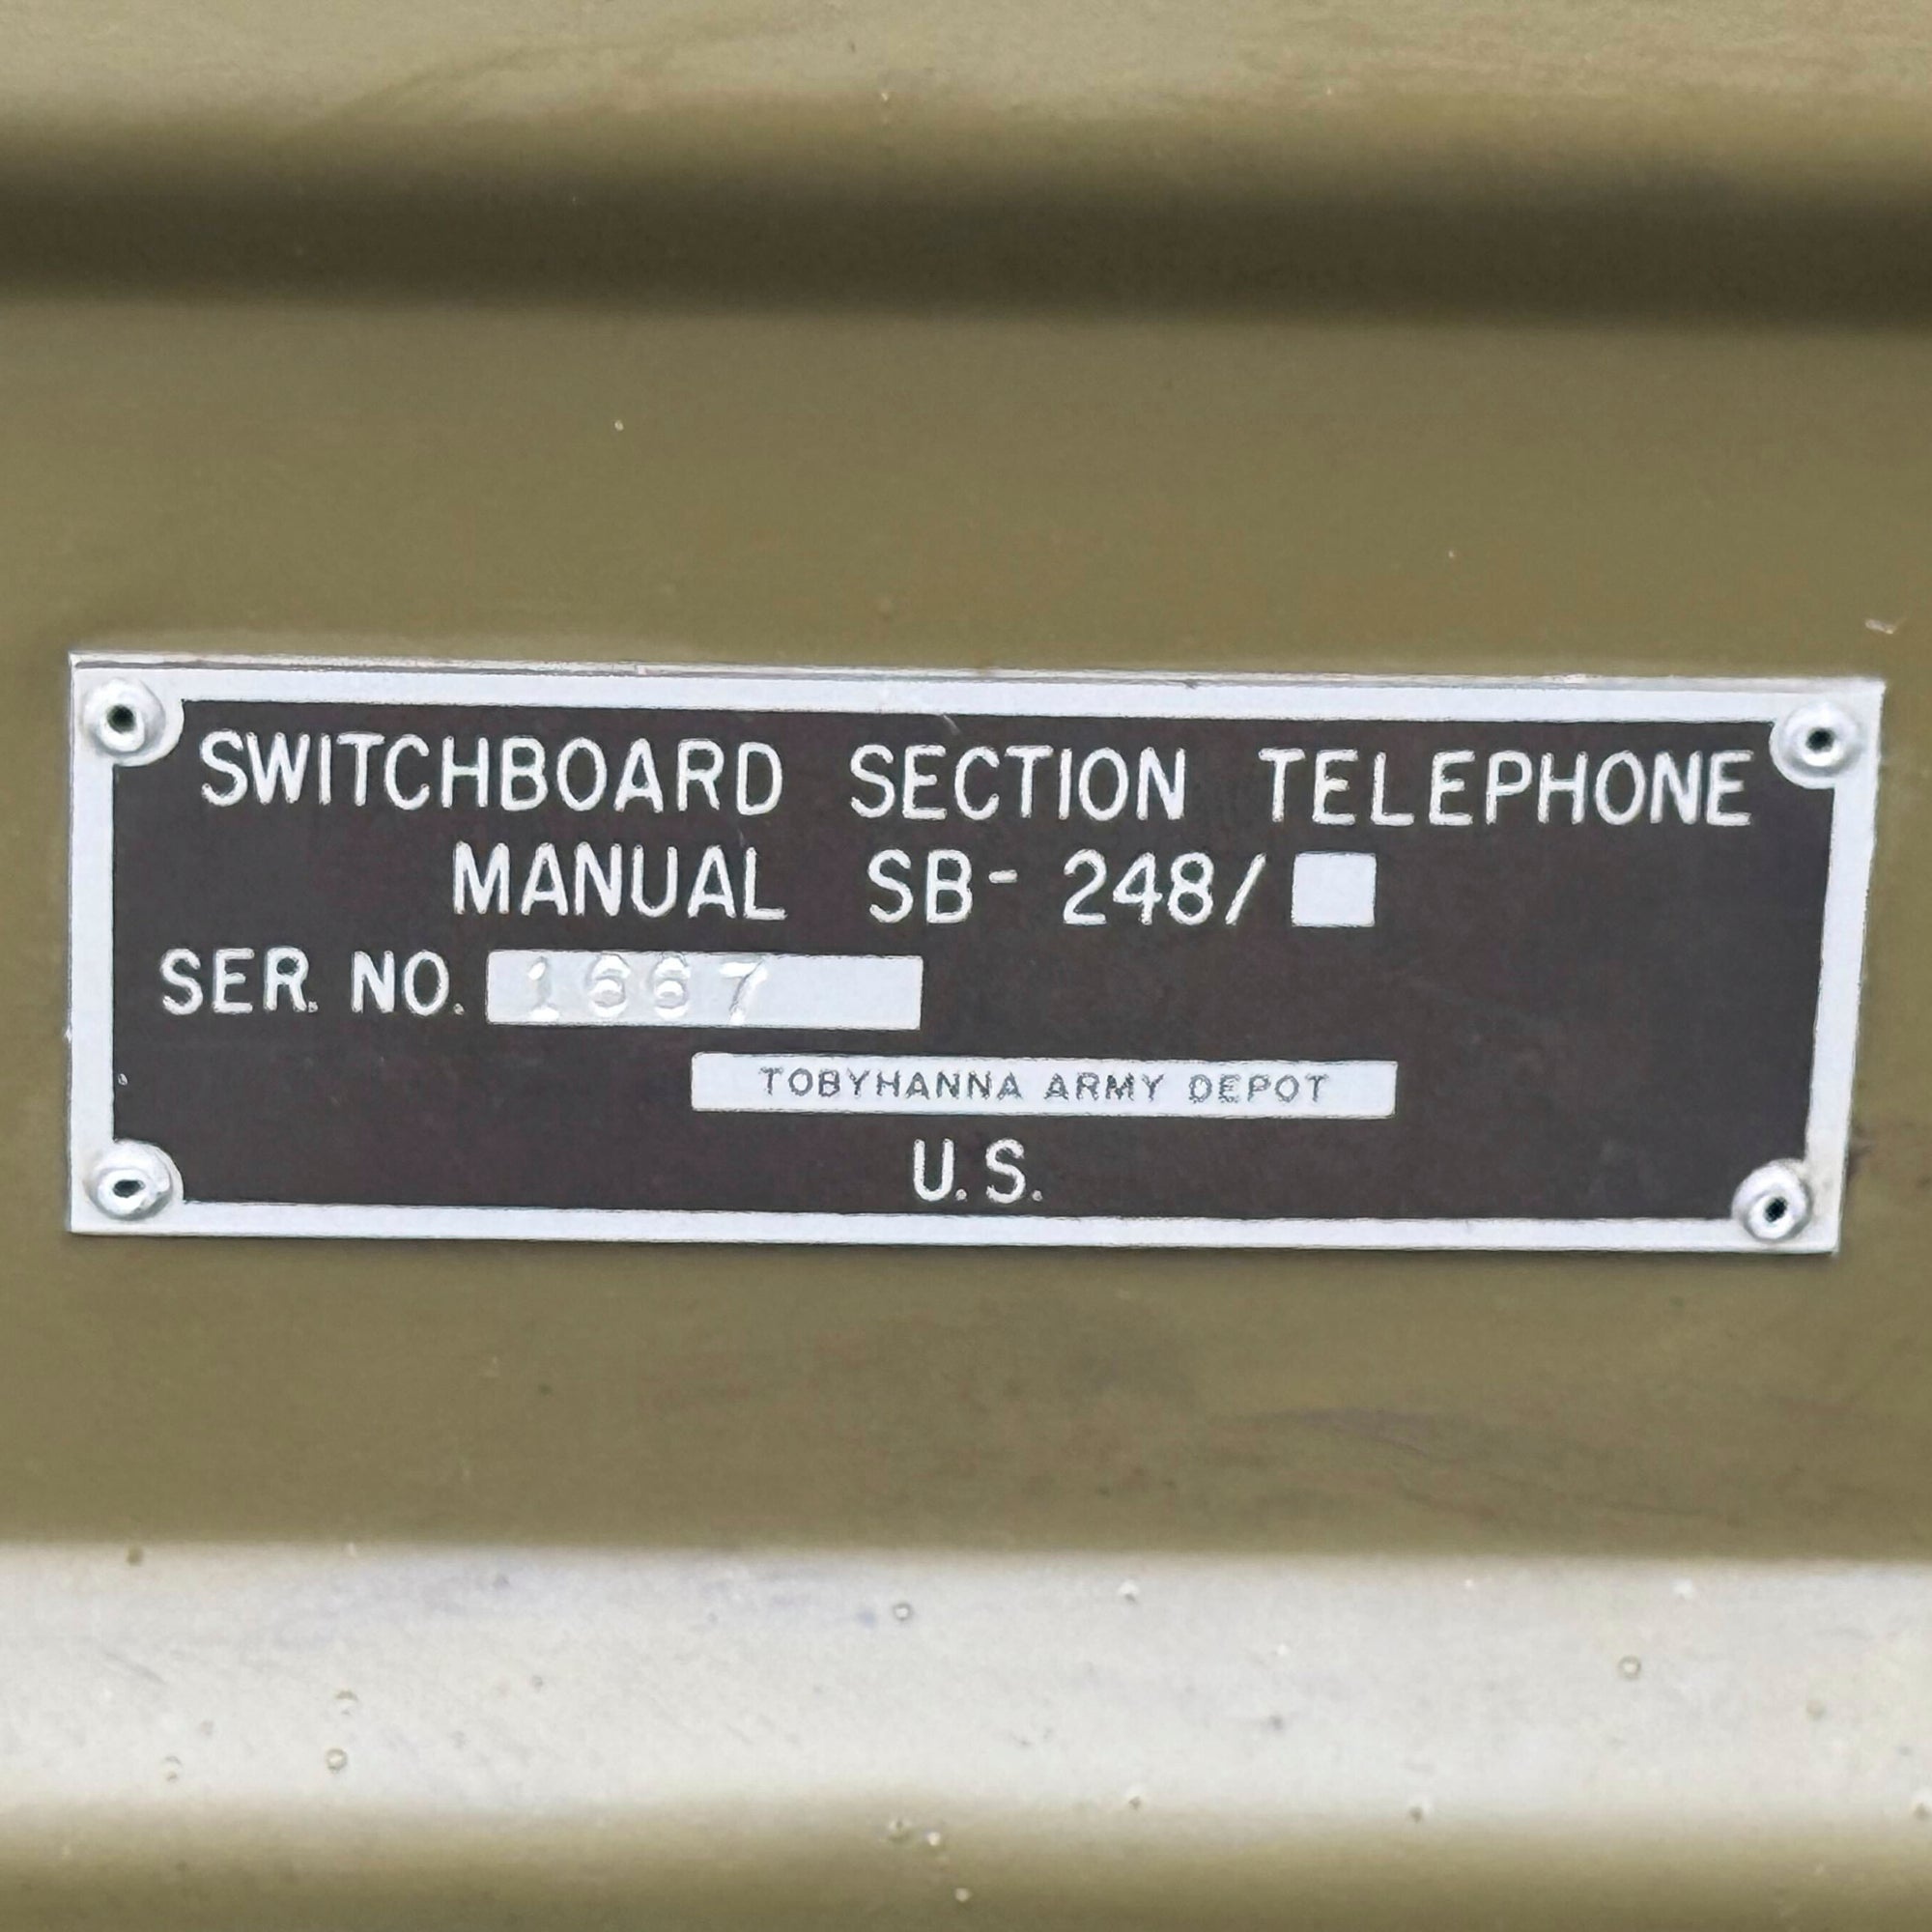 SWITCHBOARD SECTION TELEPHONE
MANUAL SB- 248/
SER. NO. 1667
TOBYHANNA ARMY DEPOT
U.S.